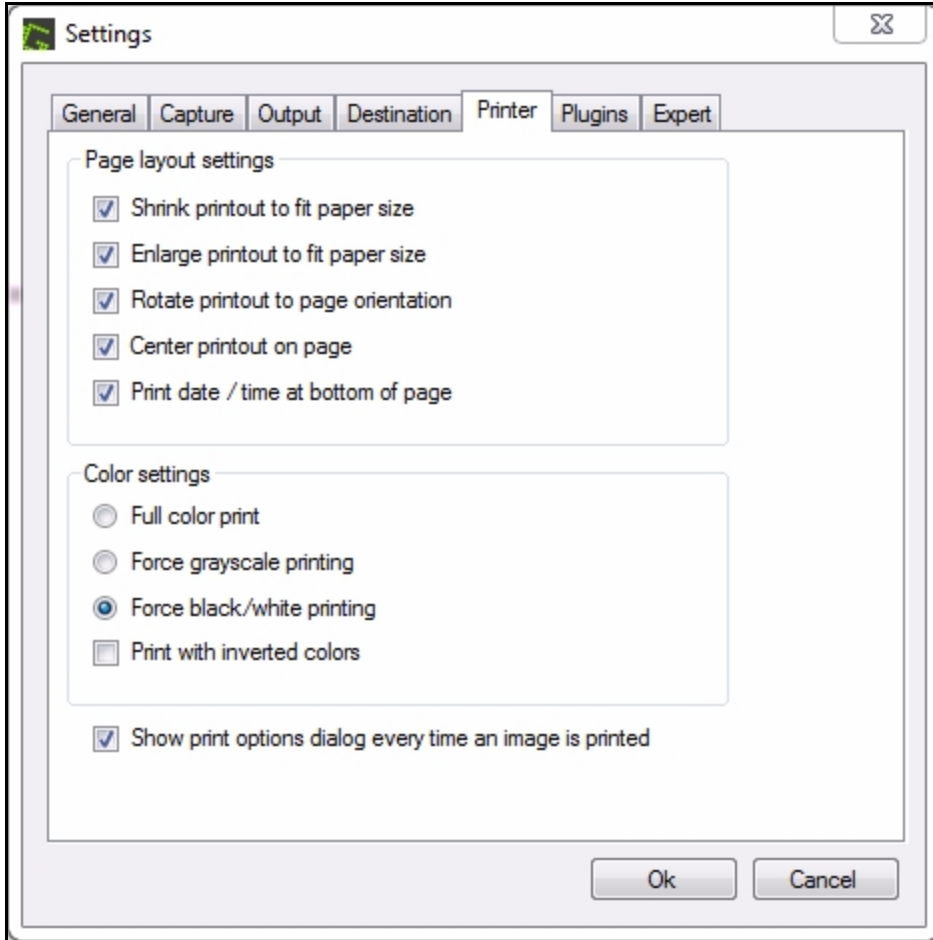 Settings
General Capture Output Destination Printer Plugins Expert
Page layout settings
Shrink printout to fit paper size
Enlarge printout to fit paper size
Rotate printout to page orientation
Center printout on page
Print date / time at bottom of page
Color settings
Full color print
Force grayscale printing
Force black/white printing
Print with inverted colors
Show print options dialog every time an image is printed
Ok Cancel